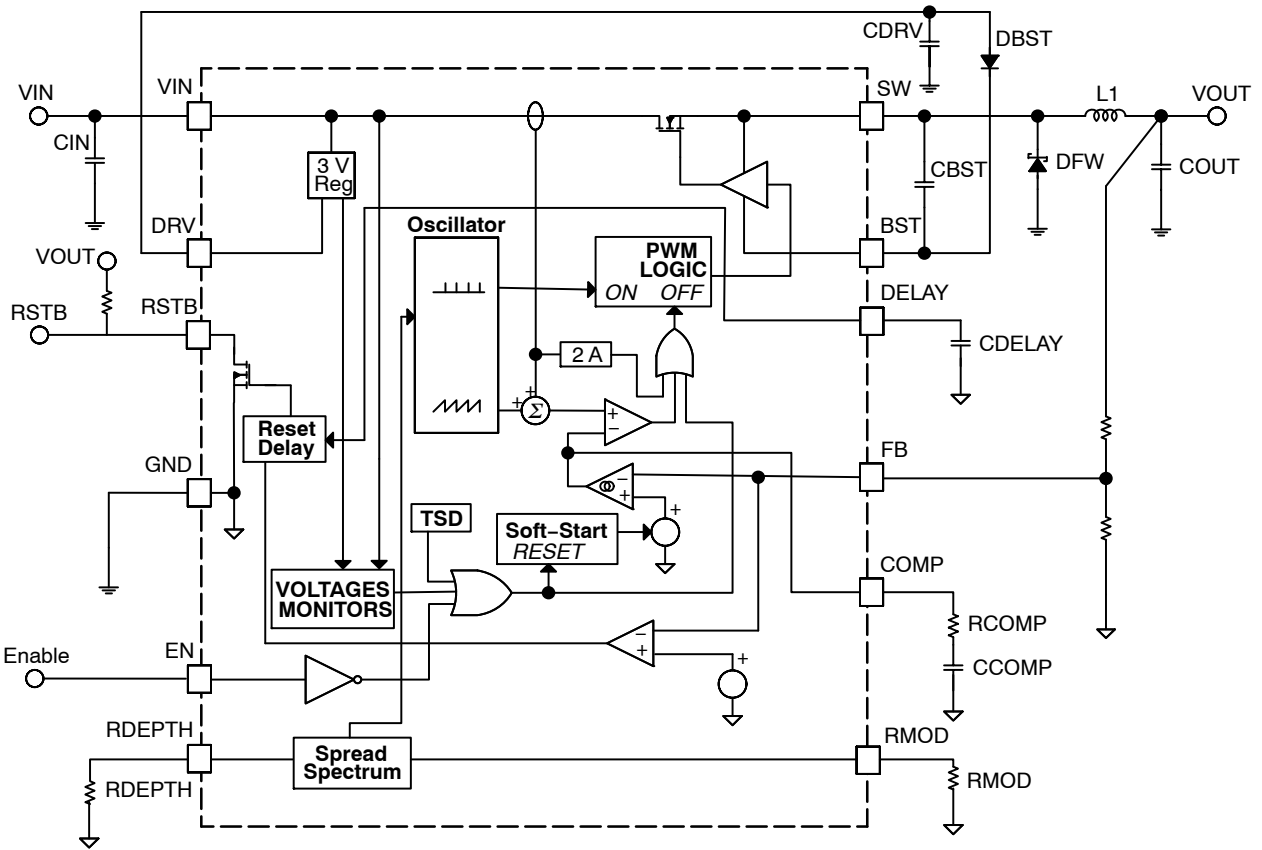 CDRV
DBST
VIN
VIN
SW
L1
VOUT
CIN
3 V
Reg
CBST
DFW
COUT
DRV
Oscillator
BST
VOUT
PWM
LOGIC
ON OFF
RSTB
RSTB
DELAY
2 A
CDELAY
+
+
Σ
+
−
Reset
Delay
GND
FB
−
+
+
TSD
Soft−Start
RESET
VOLTAGES
MONITORS
COMP
RCOMP
CCOMP
−
+
+
Enable
EN
RDEPTH
RDEPTH
Spread
Spectrum
RMOD
RMOD